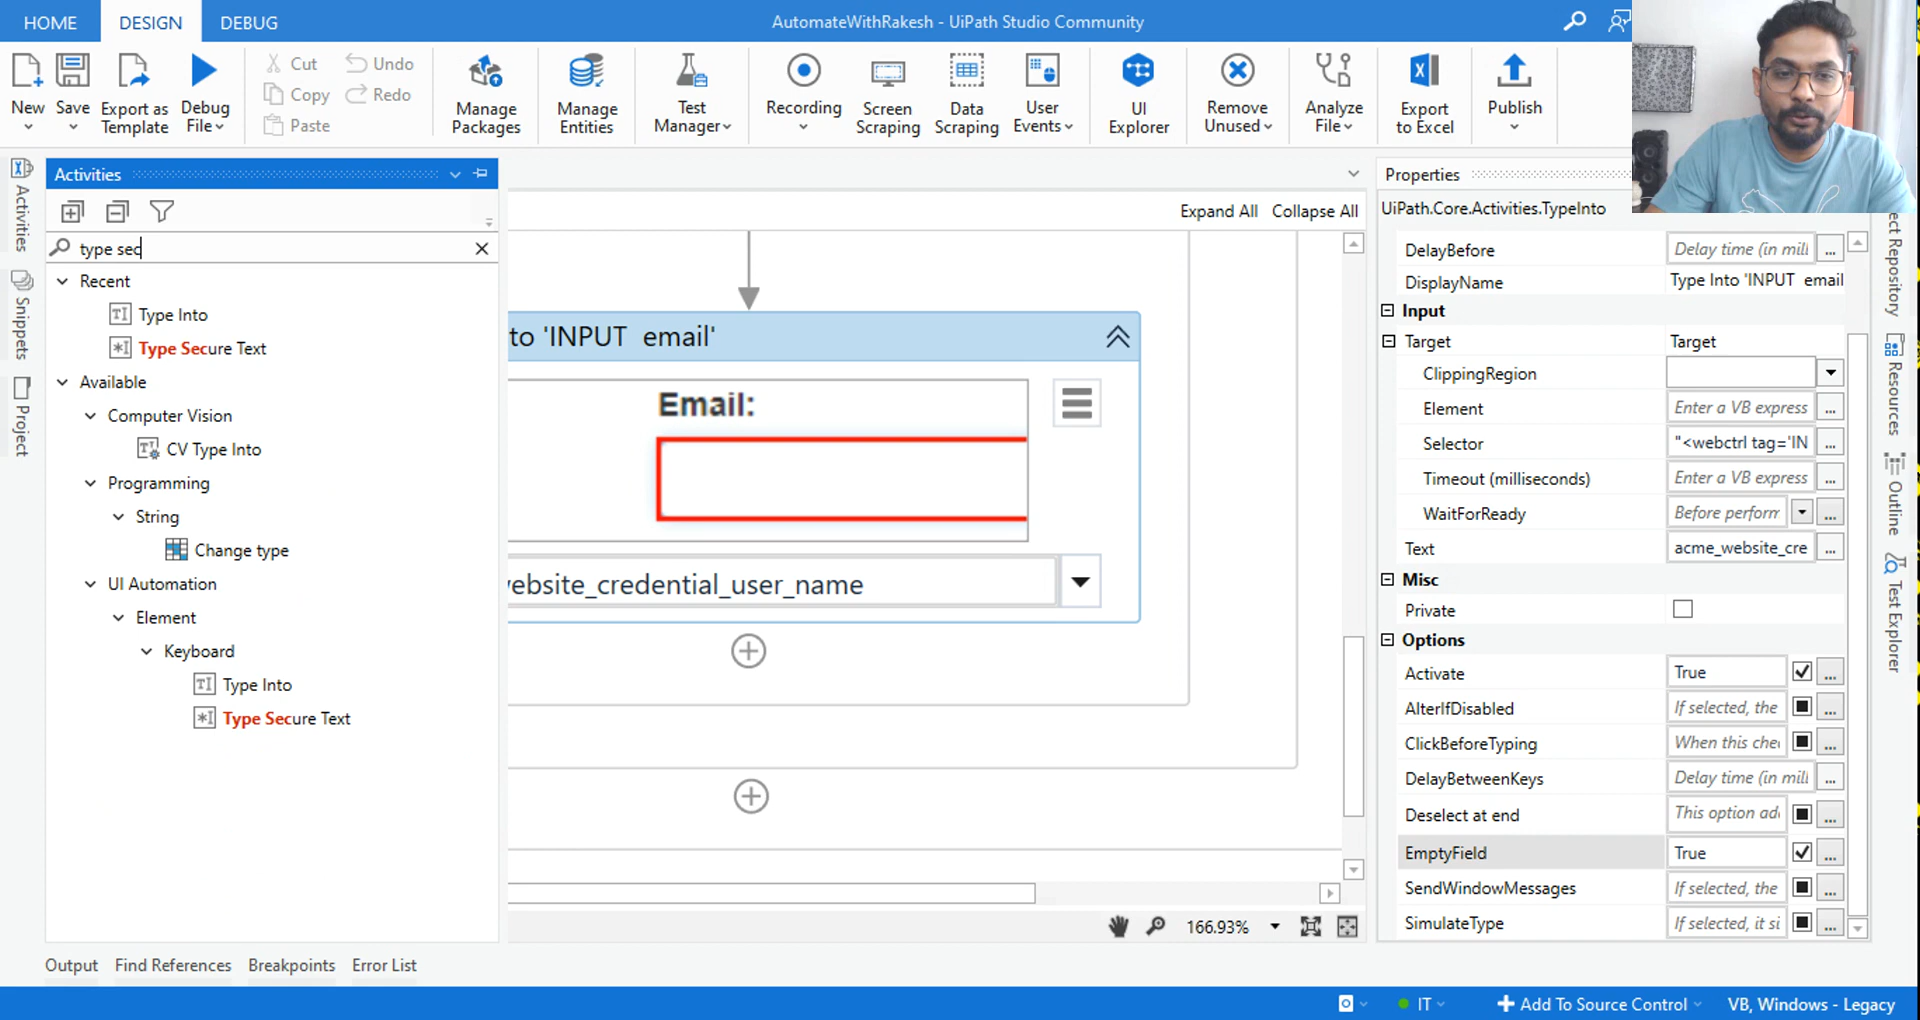 HOME DESIGN DEBUG AutomateWithRakesh - UiPath Studio Community
New Save Export as Template Debug File
Cut Copy Paste Undo Redo
Manage Packages
Manage Entities
Test Manager
Recording
Screen Scraping
Data Scraping
User Events
UI Explorer
Remove Unused
Analyze File
Export to Excel
Publish
Activities
Snippets
Project
Activities
type sec
Recent
Type Into
Type Secure Text
Available
Computer Vision
CV Type Into
Programming
String
Change type
UI Automation
Element
Keyboard
Type Into
Type Secure Text
Expand All Collapse All
to 'INPUT email'
Email:
website_credential_user_name
166.93%
Properties
UiPath.Core.Activities.TypeInto
DelayBefore Delay time (in mill ...
DisplayName Type Into 'INPUT email
Input
Target Target
ClippingRegion
Element Enter a VB express ...
Selector "<webctrl tag='IN ...
Timeout (milliseconds) Enter a VB express ...
WaitForReady Before perform ...
Text acme_website_cre ...
Misc
Private
Options
Activate True ...
AlterIfDisabled If selected, the ...
ClickBeforeTyping When this chec ...
DelayBetweenKeys Delay time (in mill ...
Deselect at end This option ad ...
EmptyField True ...
SendWindowMessages If selected, the ...
SimulateType If selected, it si ...
ect Repository
Resources
Outline
Test Explorer
Output Find References Breakpoints Error List
IT Add To Source Control VB, Windows - Legacy